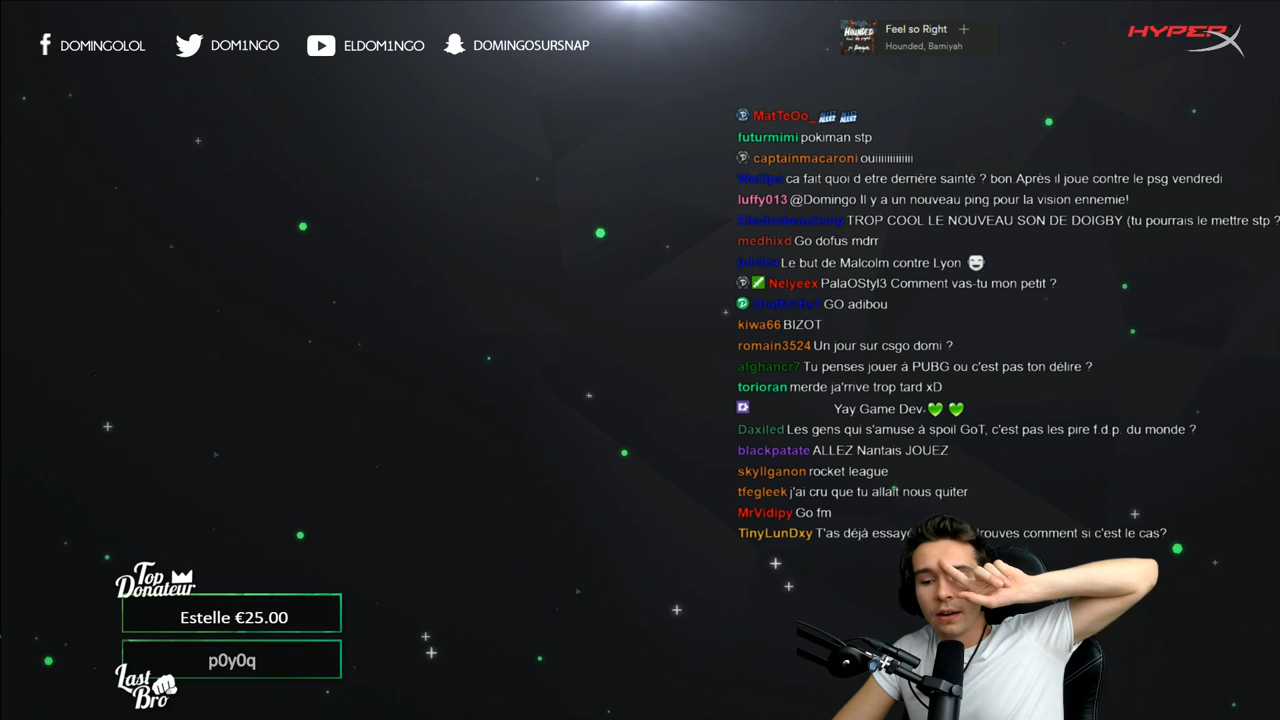 DOMINGOLOL
DOM1NGO
ELDOM1NGO
DOMINGOSURSNAP
Feel so Right
Hounded, Bamiyah
HYPERX
MatTeOo_
futurmimi pokiman stp
captainmacaroni ouiiiiiiiiiiiii
ca fait quoi d etre derrière sainté ? bon Après il joue contre le psg vendredi
luffy013 @Domingo Il y a un nouveau ping pour la vision ennemie!
TROP COOL LE NOUVEAU SON DE DOIGBY (tu pourrais le mettre stp ?
medhixd Go dofus mdrr
Le but de Malcolm contre Lyon
Nelyeex PalaOStyl3 Comment vas-tu mon petit ?
GO adibou
kiwa66 BIZOT
romain3524 Un jour sur csgo domi ?
afghancr7 Tu penses jouer à PUBG ou c'est pas ton délire ?
torioran merde ja'rrive trop tard xD
Yay Game Dev
Daxiled Les gens qui s'amuse à spoil GoT, c'est pas les pire f.d.p. du monde ?
blackpatate ALLEZ Nantais JOUEZ
skyllganon rocket league
tfegleek j'ai cru que tu allait nous quiter
MrVidipy Go fm
TinyLunDxy T'as déjà essayé trouves comment si c'est le cas?
Top
Donateur
Estelle €25.00
p0y0q
Last
Bro